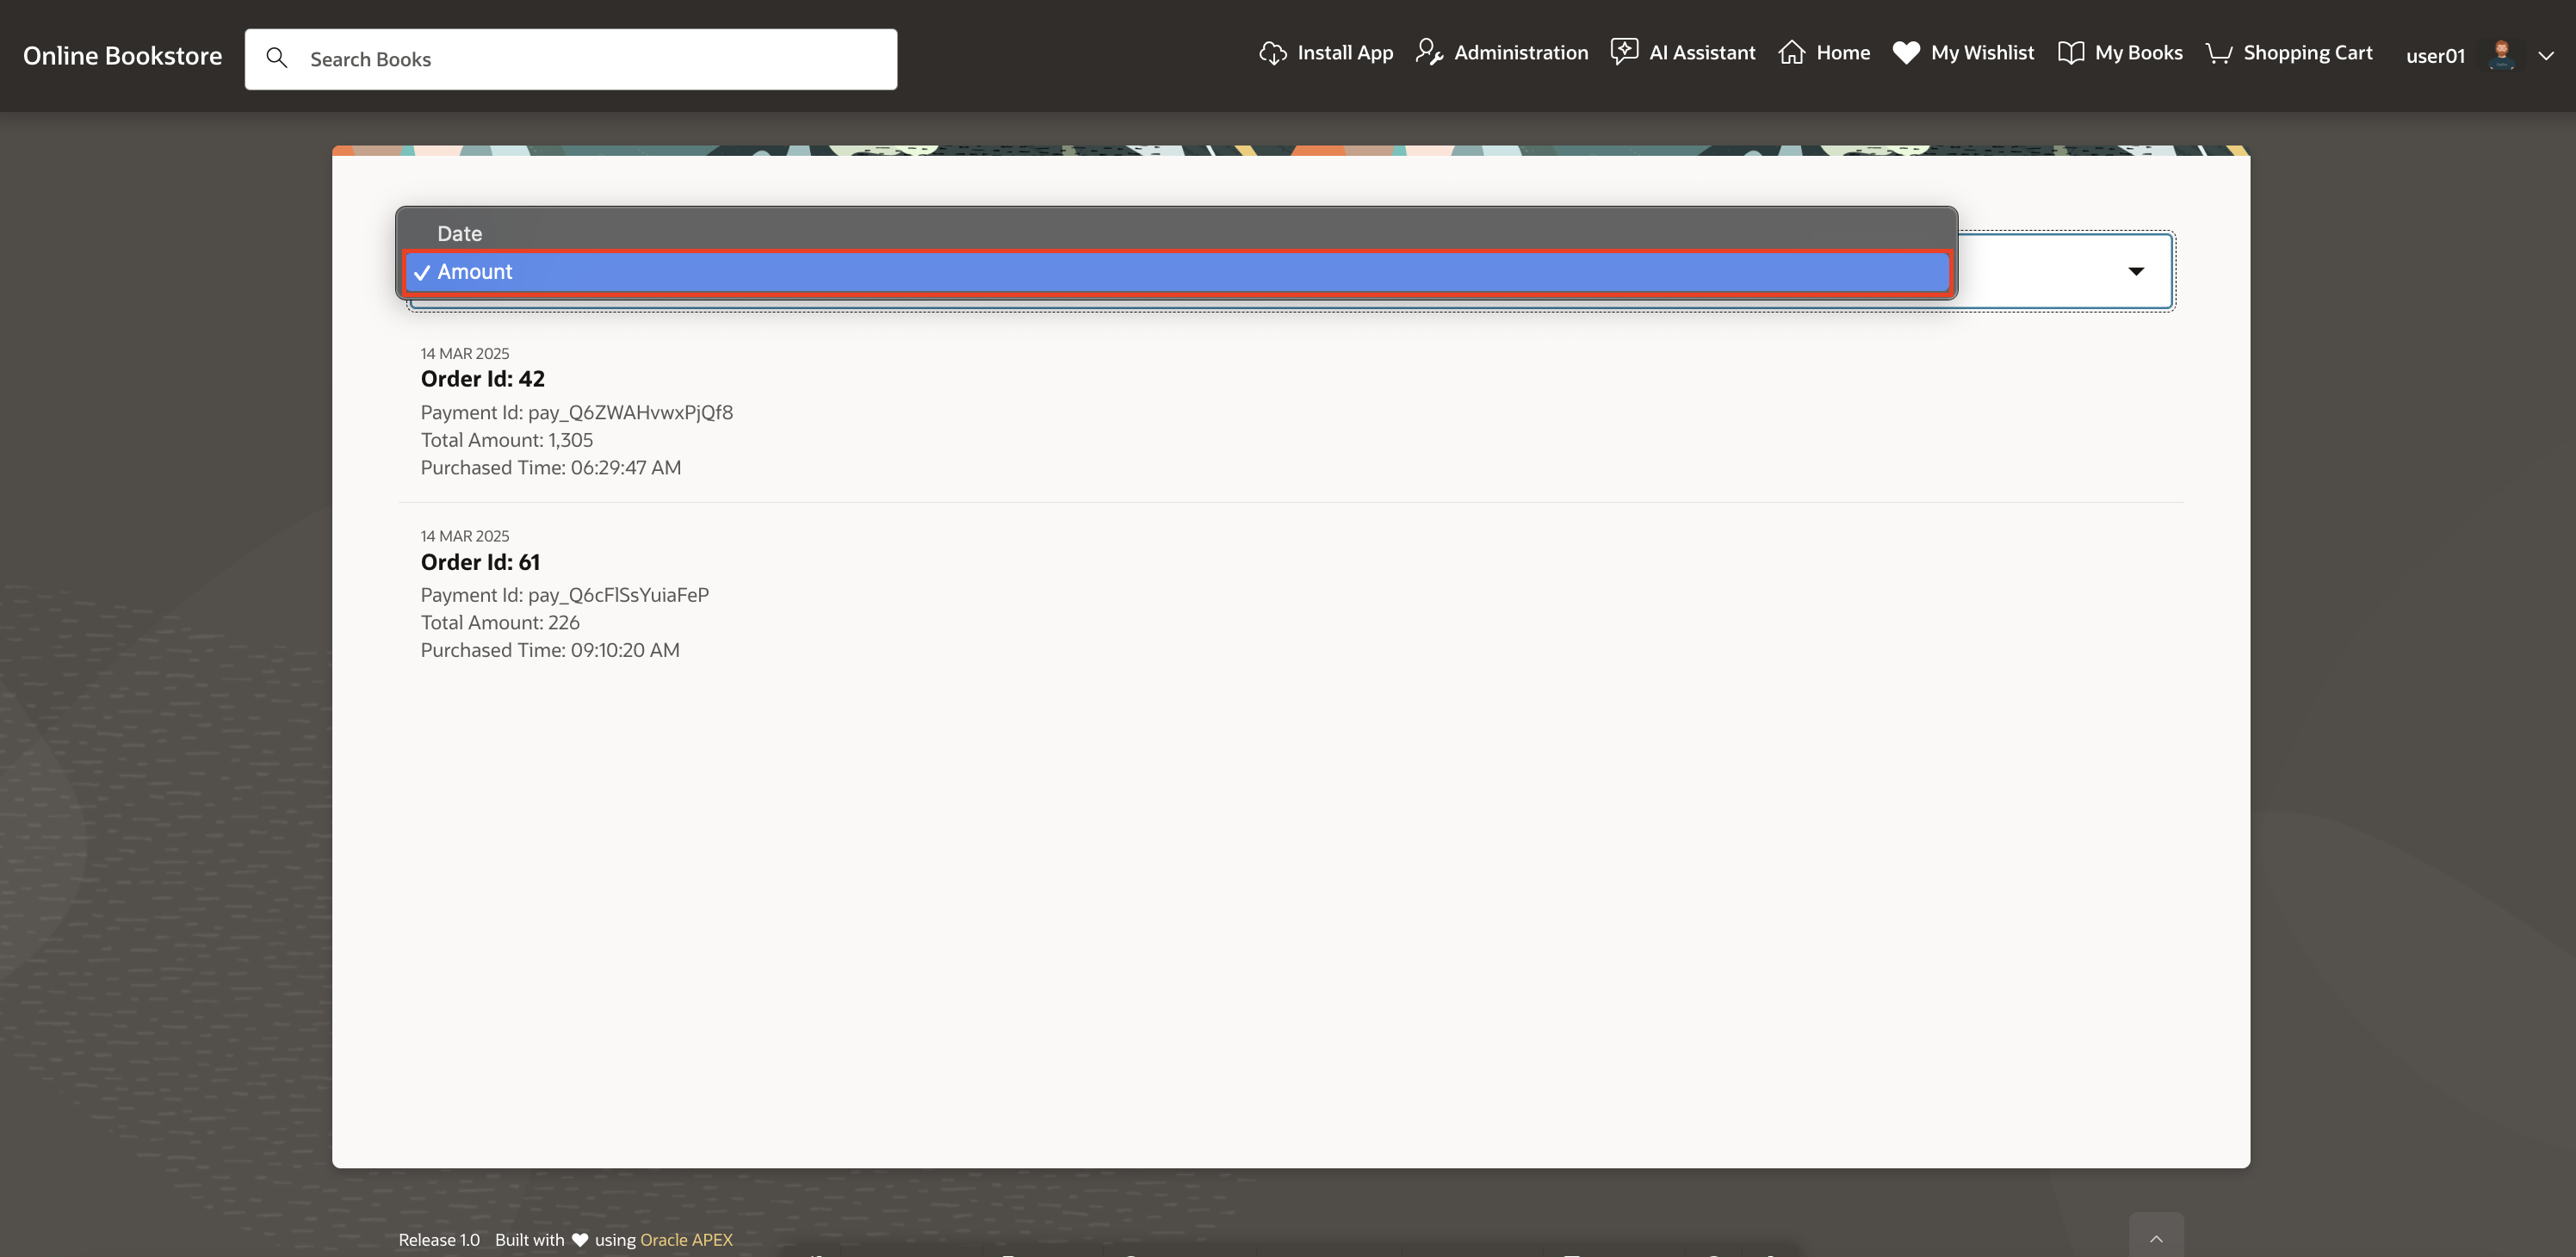 Online Bookstore
Search Books
Install App
Administration
AI Assistant
Home
My Wishlist
My Books
Shopping Cart
user01
Date
✓ Amount
14 MAR 2025
Order Id: 42
Payment Id: pay_Q6ZWAHvwxPjQf8
Total Amount: 1,305
Purchased Time: 06:29:47 AM
14 MAR 2025
Order Id: 61
Payment Id: pay_Q6cFlSsYuiaFeP
Total Amount: 226
Purchased Time: 09:10:20 AM
Release 1.0 Built with ♥ using Oracle APEX